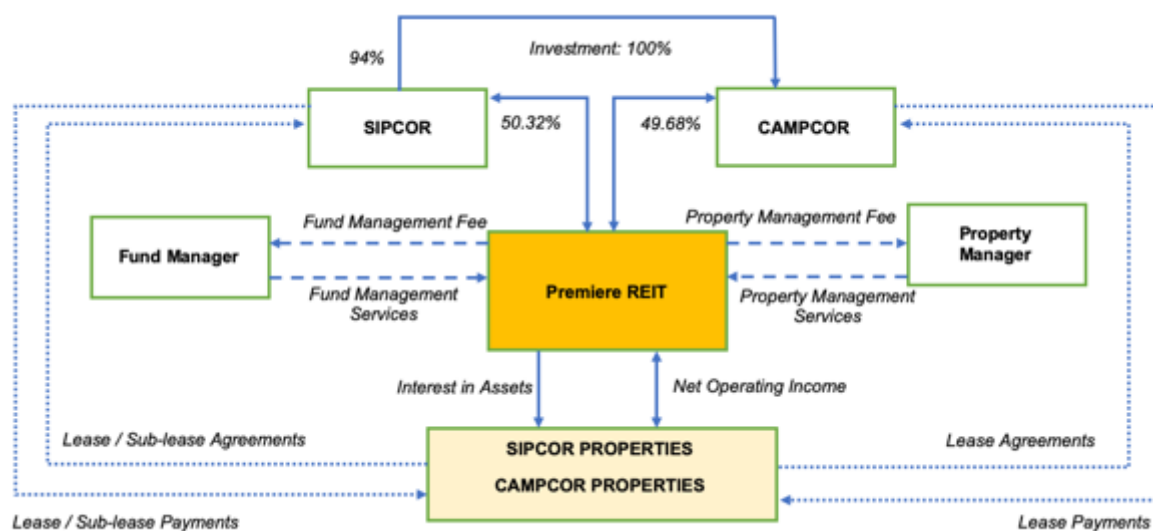 94%
Investment: 100%
SIPCOR
50.32%
49.68%
CAMPCOR
Fund Manager
Fund Management Fee
Fund Management
Services
Premiere REIT
Property Management Fee
Property Management
Services
Property
Manager
Interest in Assets
Net Operating Income
Lease / Sub-lease Agreements
SIPCOR PROPERTIES
CAMPCOR PROPERTIES
Lease Agreements
Lease / Sub-lease Payments
Lease Payments